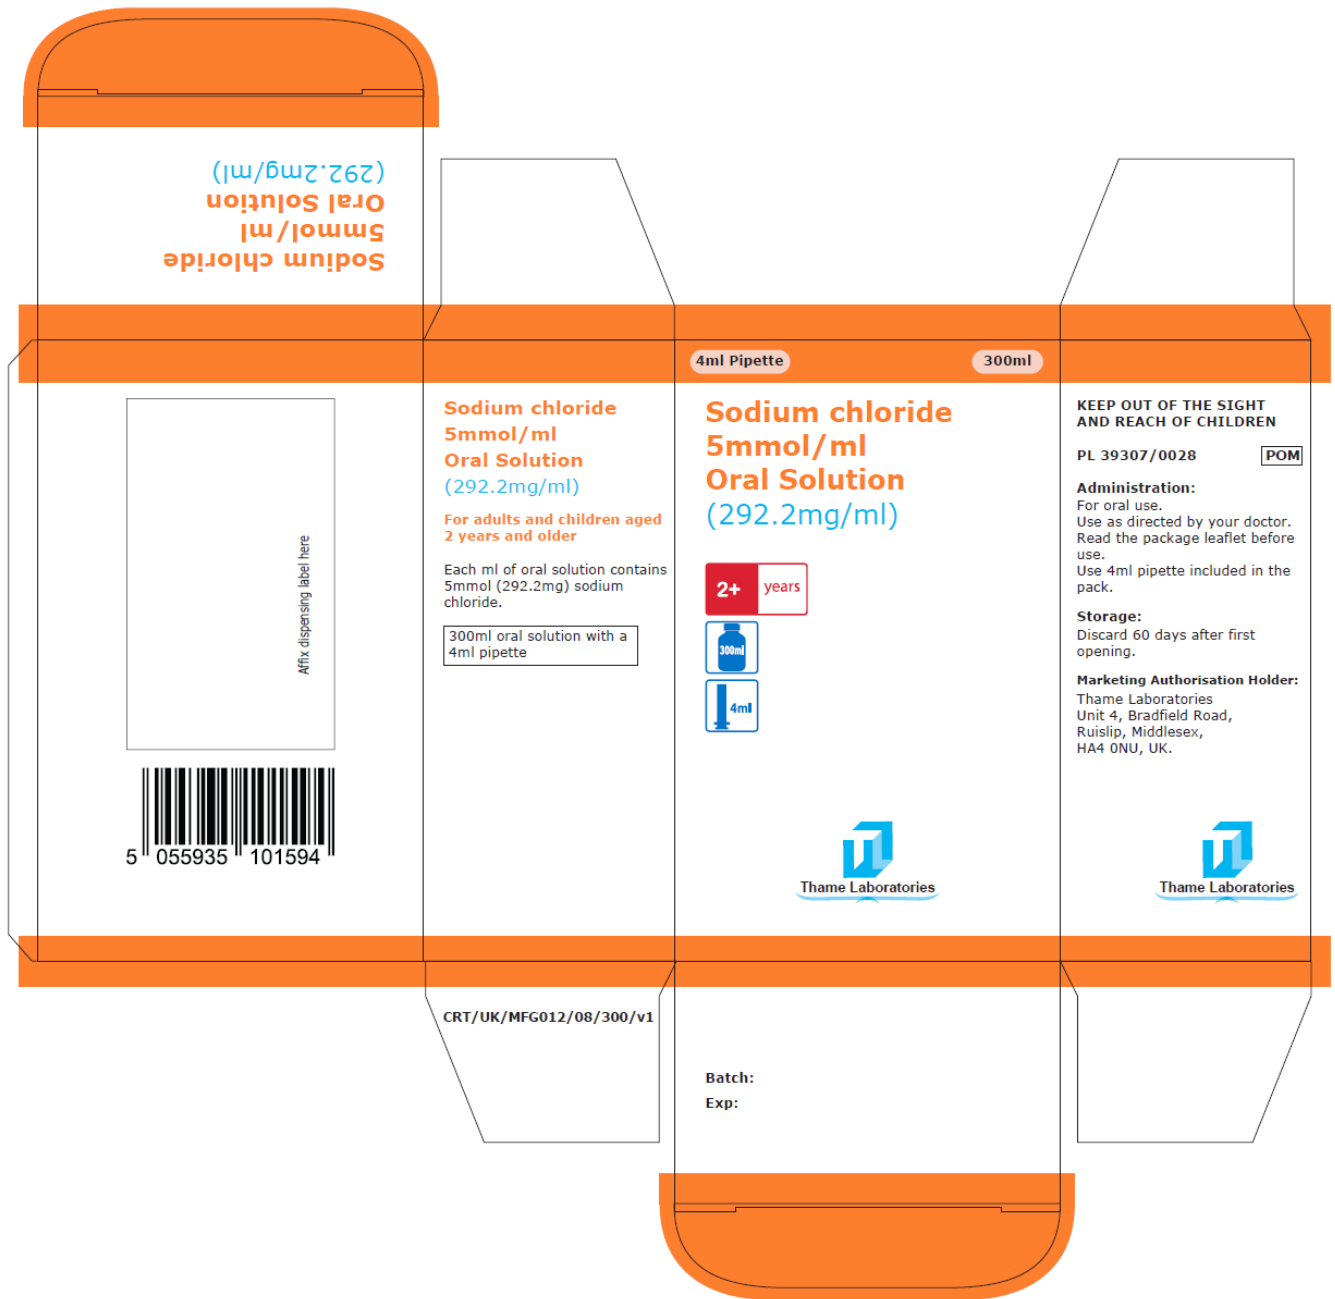 Sodium chloride
5mmol/ml
Oral Solution
(292.2mg/ml)
Affix dispensing label here
5 055935 101594
Sodium chloride
5mmol/ml
Oral Solution
(292.2mg/ml)
For adults and children aged
2 years and older
Each ml of oral solution contains
5mmol (292.2mg) sodium
chloride.
300ml oral solution with a
4ml pipette
CRT/UK/MFG012/08/300/v1
4ml Pipette
300ml
Sodium chloride
5mmol/ml
Oral Solution
(292.2mg/ml)
2+ years
300ml
4ml
Thame Laboratories
Batch:
Exp:
KEEP OUT OF THE SIGHT
AND REACH OF CHILDREN
PL 39307/0028
POM
Administration:
For oral use.
Use as directed by your doctor.
Read the package leaflet before
use.
Use 4ml pipette included in the
pack.
Storage:
Discard 60 days after first
opening.
Marketing Authorisation Holder:
Thame Laboratories
Unit 4, Bradfield Road,
Ruislip, Middlesex,
HA4 0NU, UK.
Thame Laboratories